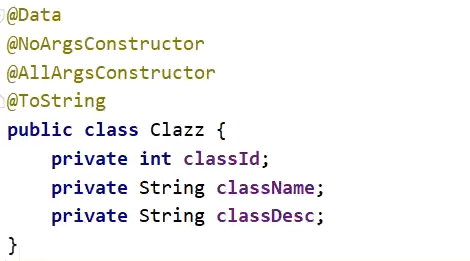 @Data
@NoArgsConstructor
@AllArgsConstructor
@ToString
public class Clazz {
    private int classId;
    private String className;
    private String classDesc;
}